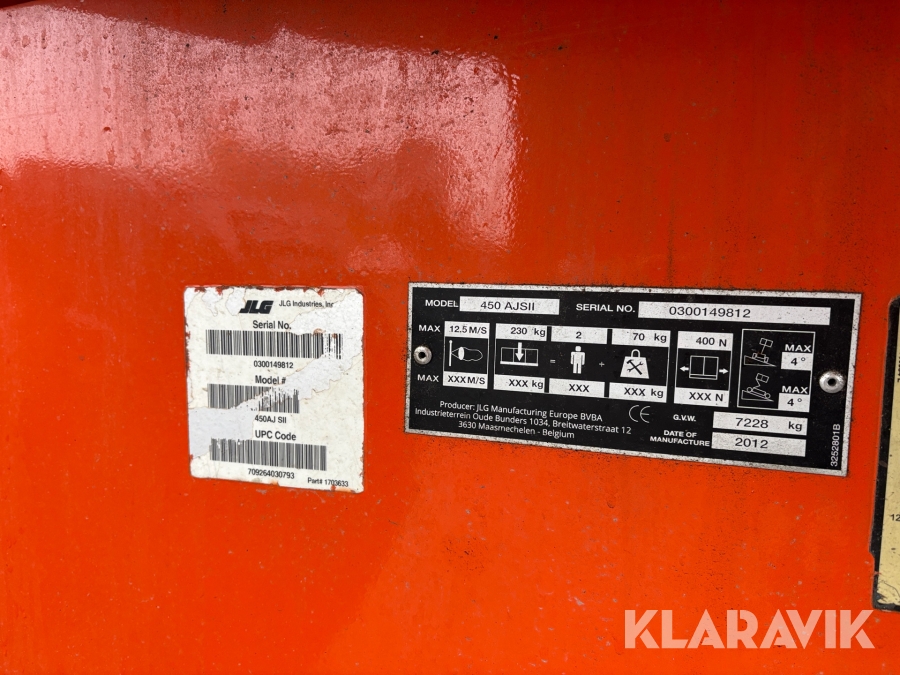 JLG JLG Industries, Inc
Serial No.
0300149812
Model #
450AJ SII
UPC Code
709264030793
Part# 1703633
MODEL 450 AJSII SERIAL NO. 0300149812
MAX 12.5 M/S 230 kg 2 70 kg 400 N
= +
MAX 4°
MAX XXX M/S XXX kg XXX XXX kg XXX N
MAX 4°
Producer: JLG Manufacturing Europe BVBA
Industrieterrein Oude Bunders 1034, Breitwaterstraat 12
3630 Maasmechelen - Belgium
CE
G.V.W. 7228 kg
DATE OF MANUFACTURE 2012
3252801B
12
KLARAVIK